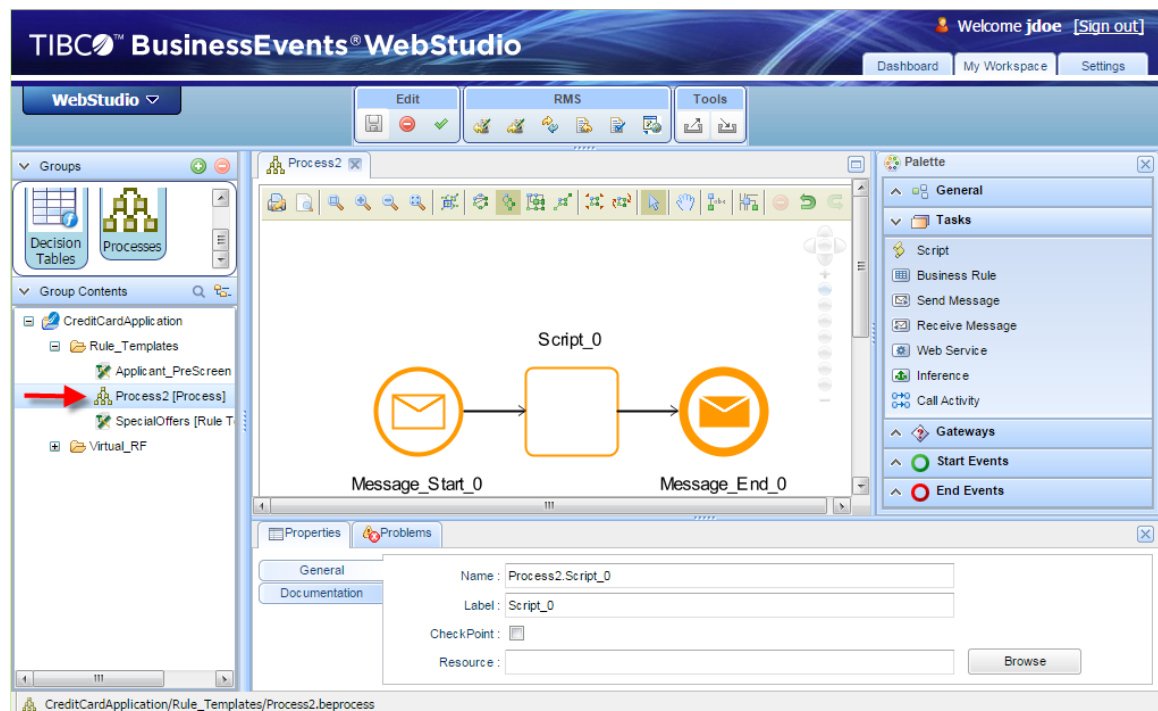 TIBCO™ BusinessEvents® WebStudio
Welcome jdoe [Sign out]
Dashboard My Workspace Settings
WebStudio
Edit RMS Tools
Groups
Decision Tables
Processes
Group Contents
CreditCardApplication
Rule_Templates
Applicant_PreScreen
Process2 [Process]
SpecialOffers [Rule T
Virtual_RF
Process2
Script_0
Message_Start_0
Message_End_0
Palette
General
Tasks
Script
Business Rule
Send Message
Receive Message
Web Service
Inference
Call Activity
Gateways
Start Events
End Events
Properties Problems
General
Documentation
Name : Process2.Script_0
Label : Script_0
CheckPoint :
Resource :
Browse
CreditCardApplication/Rule_Templates/Process2.beprocess